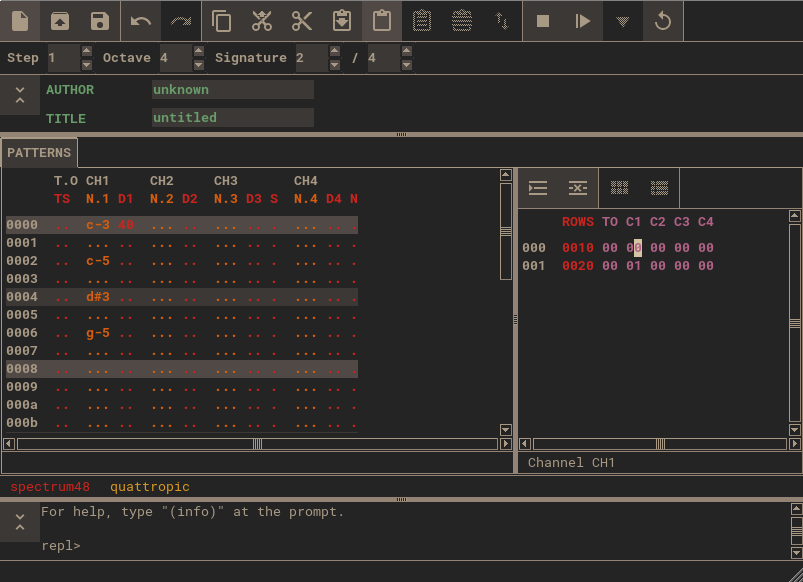 Step 1 Octave 4 Signature 2 / 4
AUTHOR unknown
TITLE untitled
PATTERNS
T.O CH1 CH2 CH3 CH4
TS N.1 D1 N.2 D2 N.3 D3 S N.4 D4 N
0000 .. c-3 40 ... .. ... .. . ... .. .
0001 .. ... .. ... .. ... .. . ... .. .
0002 .. c-5 .. ... .. ... .. . ... .. .
0003 .. ... .. ... .. ... .. . ... .. .
0004 .. d#3 .. ... .. ... .. . ... .. .
0005 .. ... .. ... .. ... .. . ... .. .
0006 .. g-5 .. ... .. ... .. . ... .. .
0007 .. ... .. ... .. ... .. . ... .. .
0008 .. ... .. ... .. ... .. . ... .. .
0009 .. ... .. ... .. ... .. . ... .. .
000a .. ... .. ... .. ... .. . ... .. .
000b .. ... .. ... .. ... .. . ... .. .
ROWS TO C1 C2 C3 C4
000 0010 00 00 00 00 00
001 0020 00 01 00 00 00
Channel CH1
spectrum48 quattropic
For help, type "(info)" at the prompt.
repl>